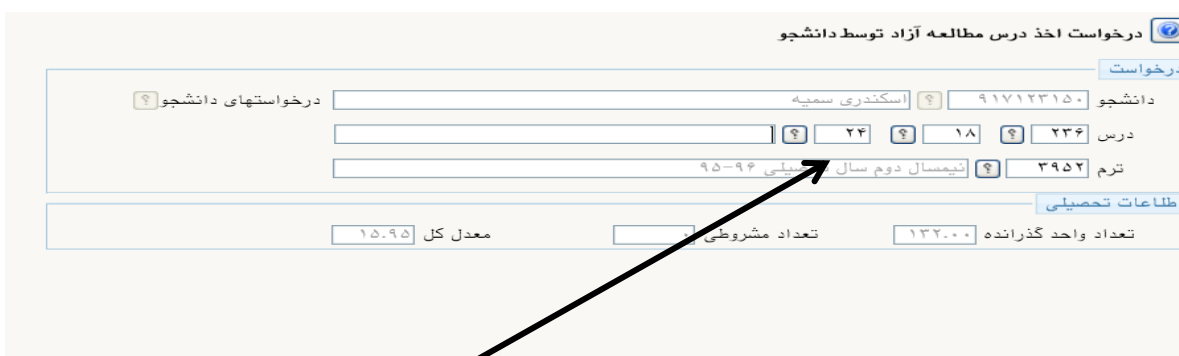 درخواست اخذ درس مطالعه آزاد توسط دانشجو
درخواست
دانشجو ۹۱۷۱۲۳۱۵۰ ؟ اسکندری سمیه درخواستهای دانشجو ؟
درس ۲۳۶ ؟ ۱۸ ؟ ۲۴ ؟
ترم ۳۹۵۲ ؟ نیمسال دوم سال تحصیلی ۹۶-۹۵
اطلاعات تحصیلی
تعداد واحد گذرانده ۱۳۲.۰۰ تعداد مشروطی ۰ معدل کل ۱۵.۹۵